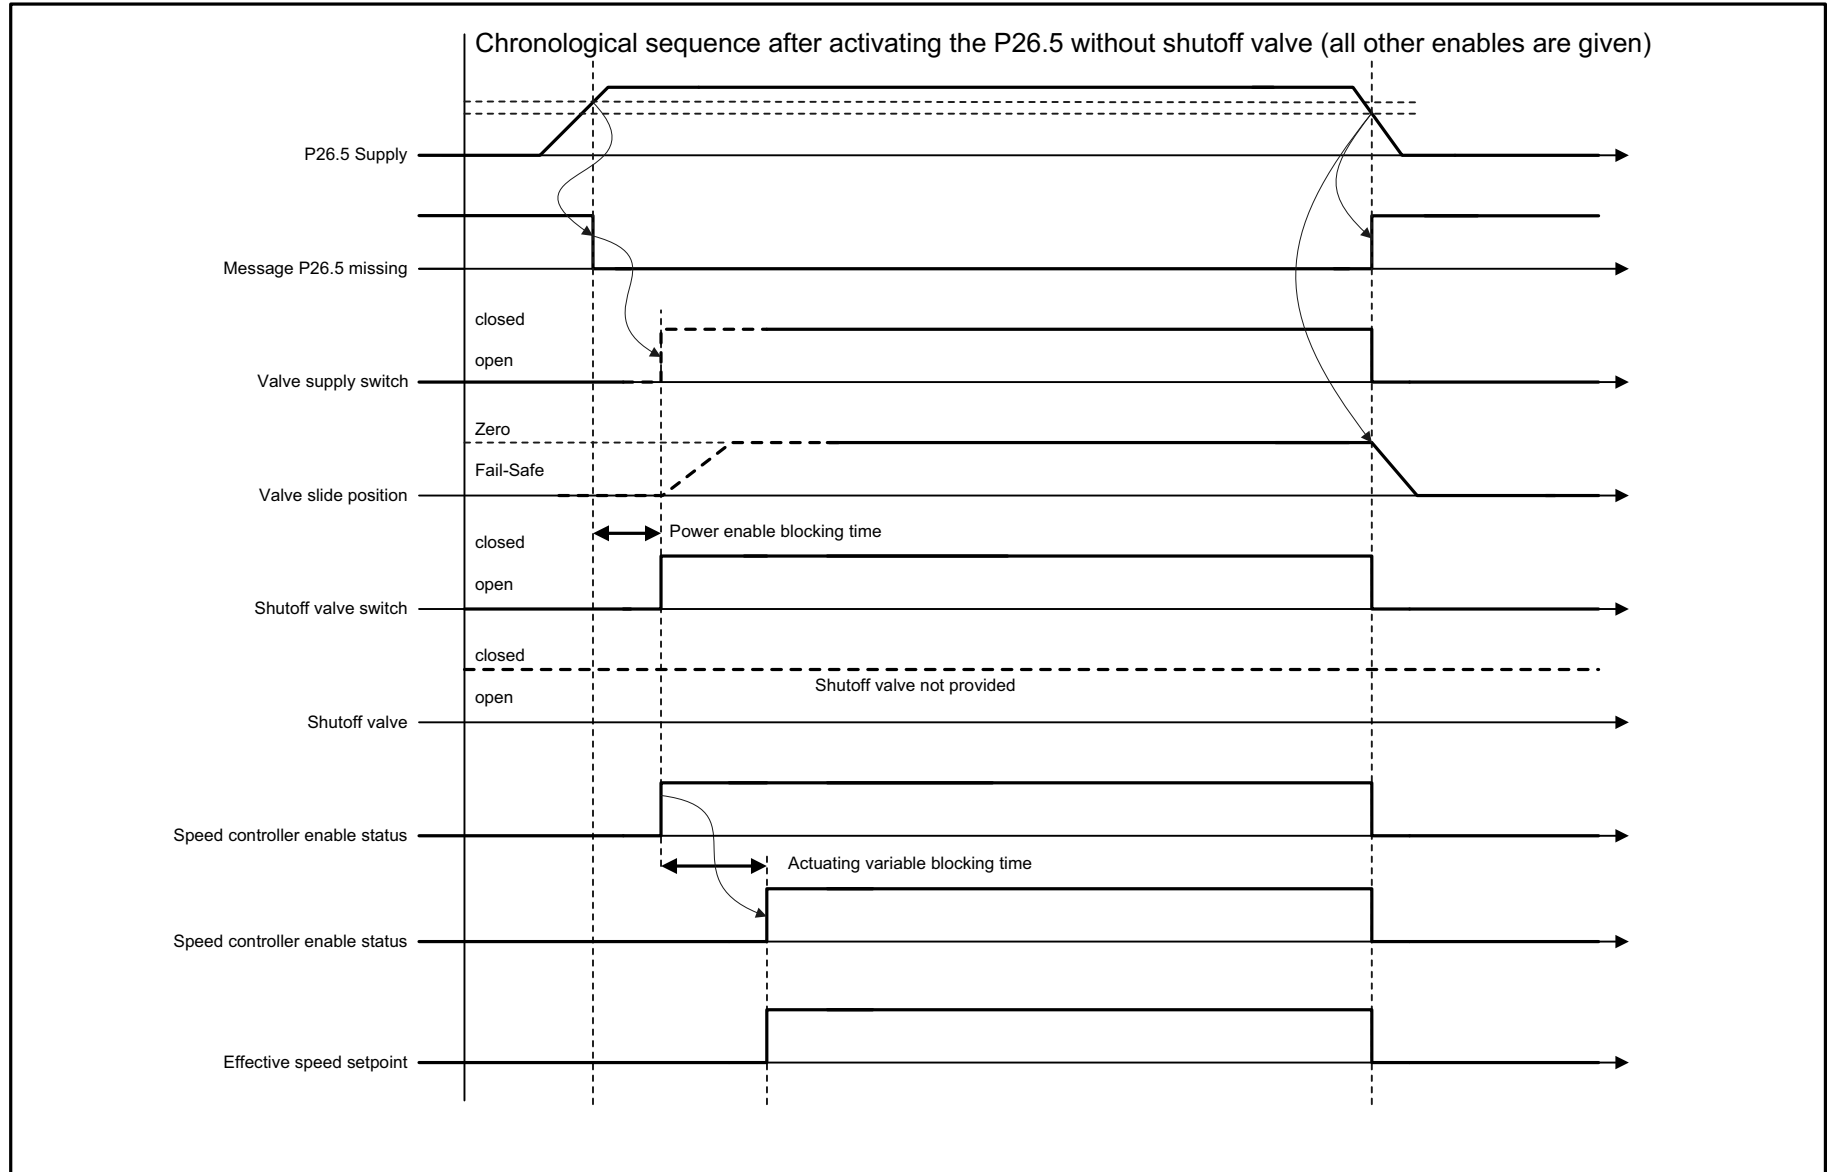 Chronological sequence after activating the P26.5 without shutoff valve (all other enables are given)
P26.5 Supply
Message P26.5 missing
closed
open
Valve supply switch
Zero
Fail-Safe
Valve slide position
Power enable blocking time
closed
open
Shutoff valve switch
closed
Shutoff valve not provided
open
Shutoff valve
Speed controller enable status
Actuating variable blocking time
Speed controller enable status
Effective speed setpoint